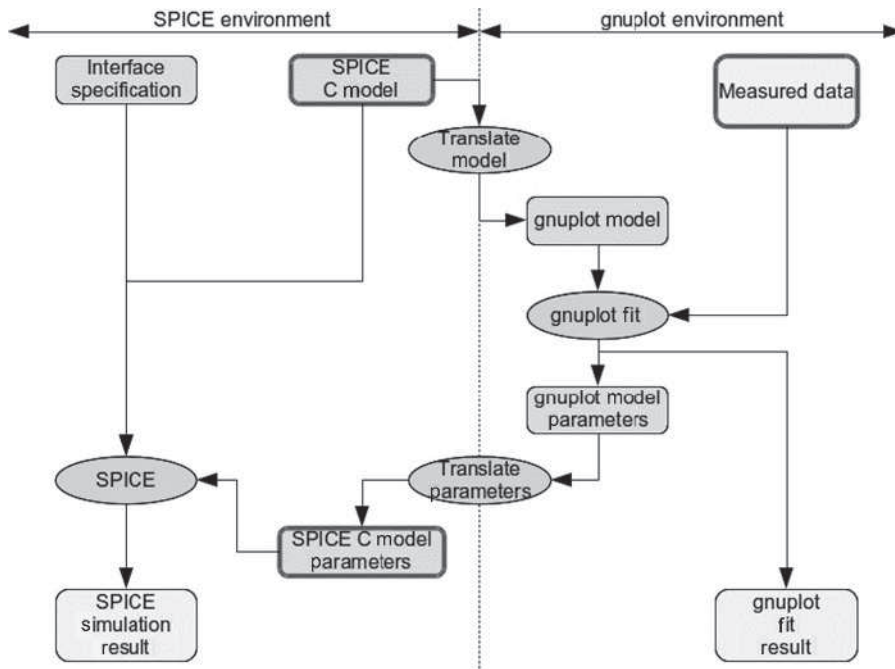 SPICE environment
gnuplot environment
Interface
specification
SPICE
C model
Measured data
Translate
model
gnuplot model
gnuplot fit
gnuplot model
parameters
SPICE
Translate
parameters
SPICE C model
parameters
SPICE
simulation
result
gnuplot
fit
result